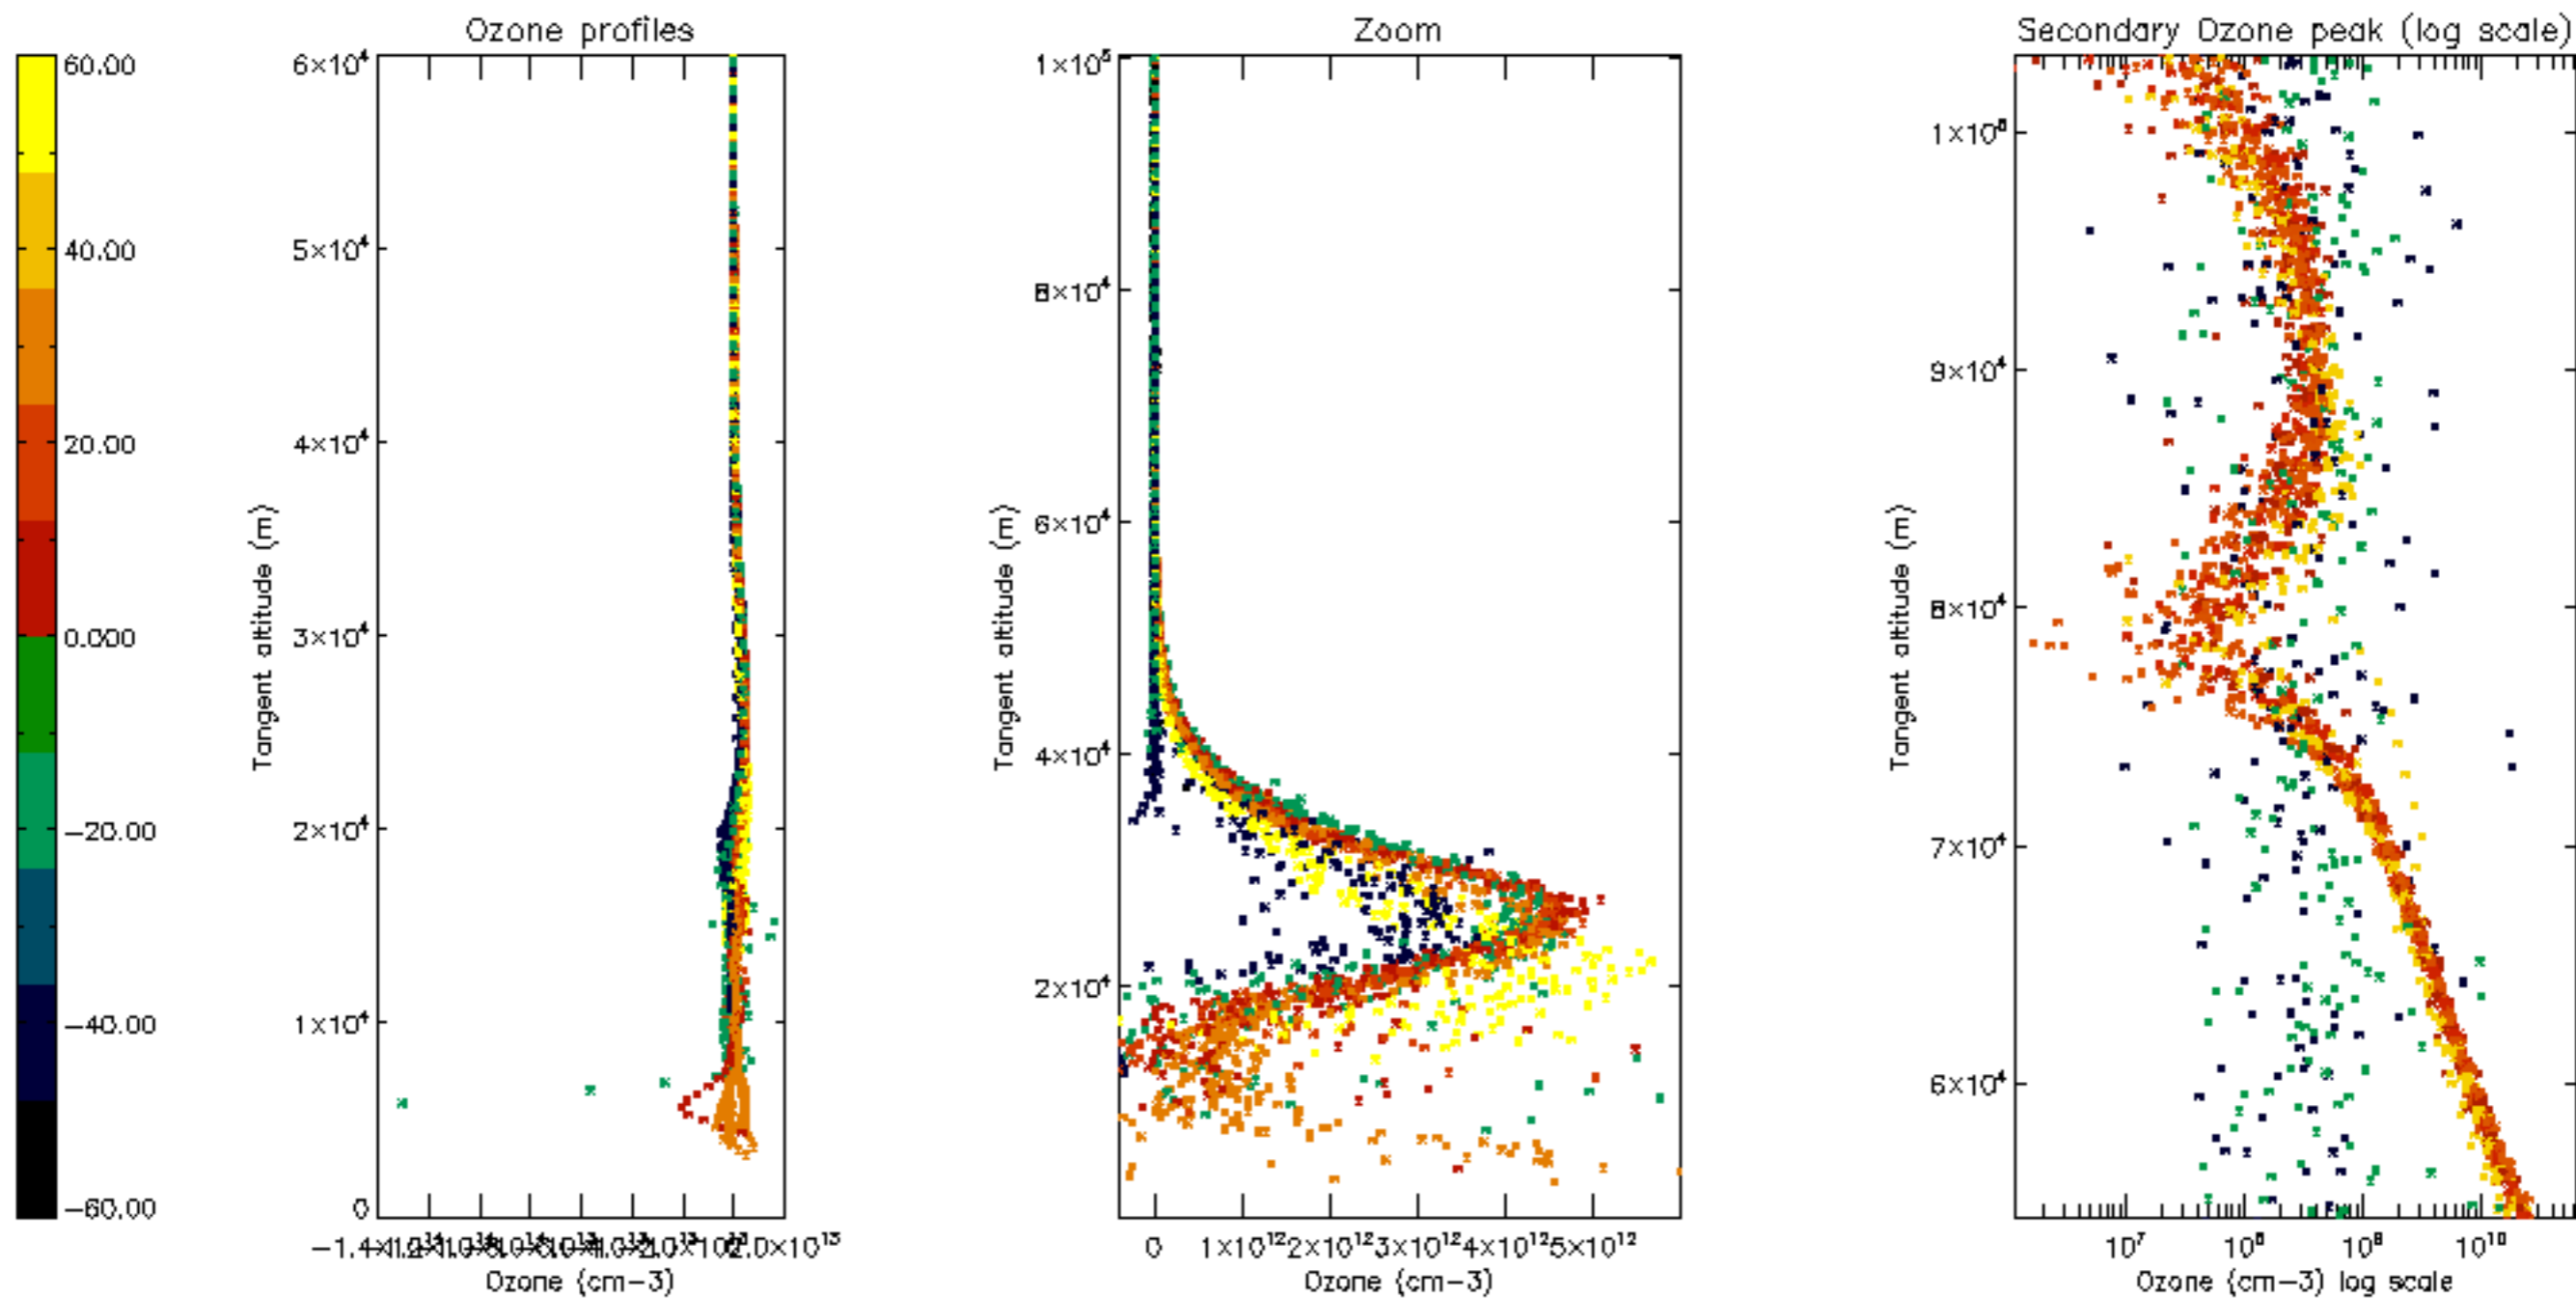 Ozone profiles
Zoom
Secondary Ozone peak (log scale)
60.00
40.00
20.00
0.000
-20.00
-40.00
-60.00
6×10⁴
5×10⁴
4×10⁴
3×10⁴
2×10⁴
1×10⁴
0
Tangent altitude (m)
2.0×10¹³
Ozone (cm-3)
1×10⁵
8×10⁴
6×10⁴
4×10⁴
2×10⁴
Tangent altitude (m)
0 1×10¹² 2×10¹² 3×10¹² 4×10¹² 5×10¹²
Ozone (cm-3)
9×10⁴
8×10⁴
7×10⁴
6×10⁴
Tangent altitude (m)
10⁷ 10⁸ 10⁹ 10¹⁰
Ozone (cm-3) log scale